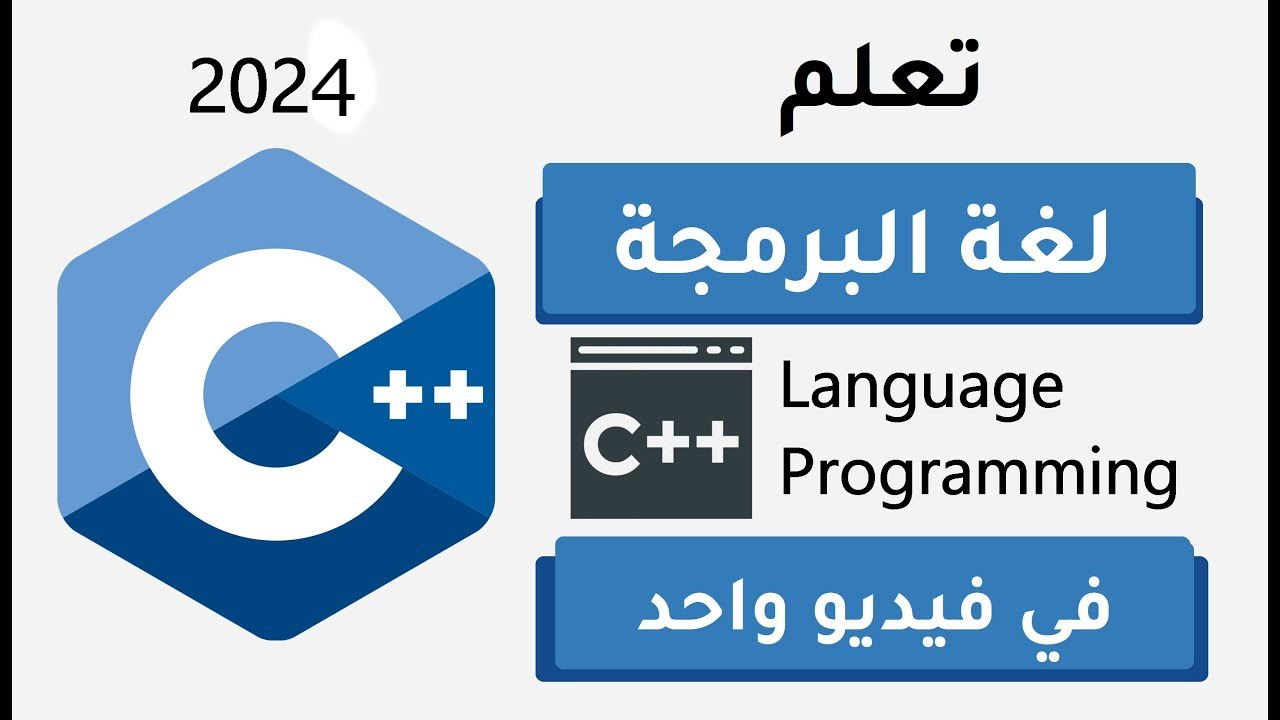 2024
تعلم
لغة البرمجة
C++
C++
Language
Programming
في فيديو واحد